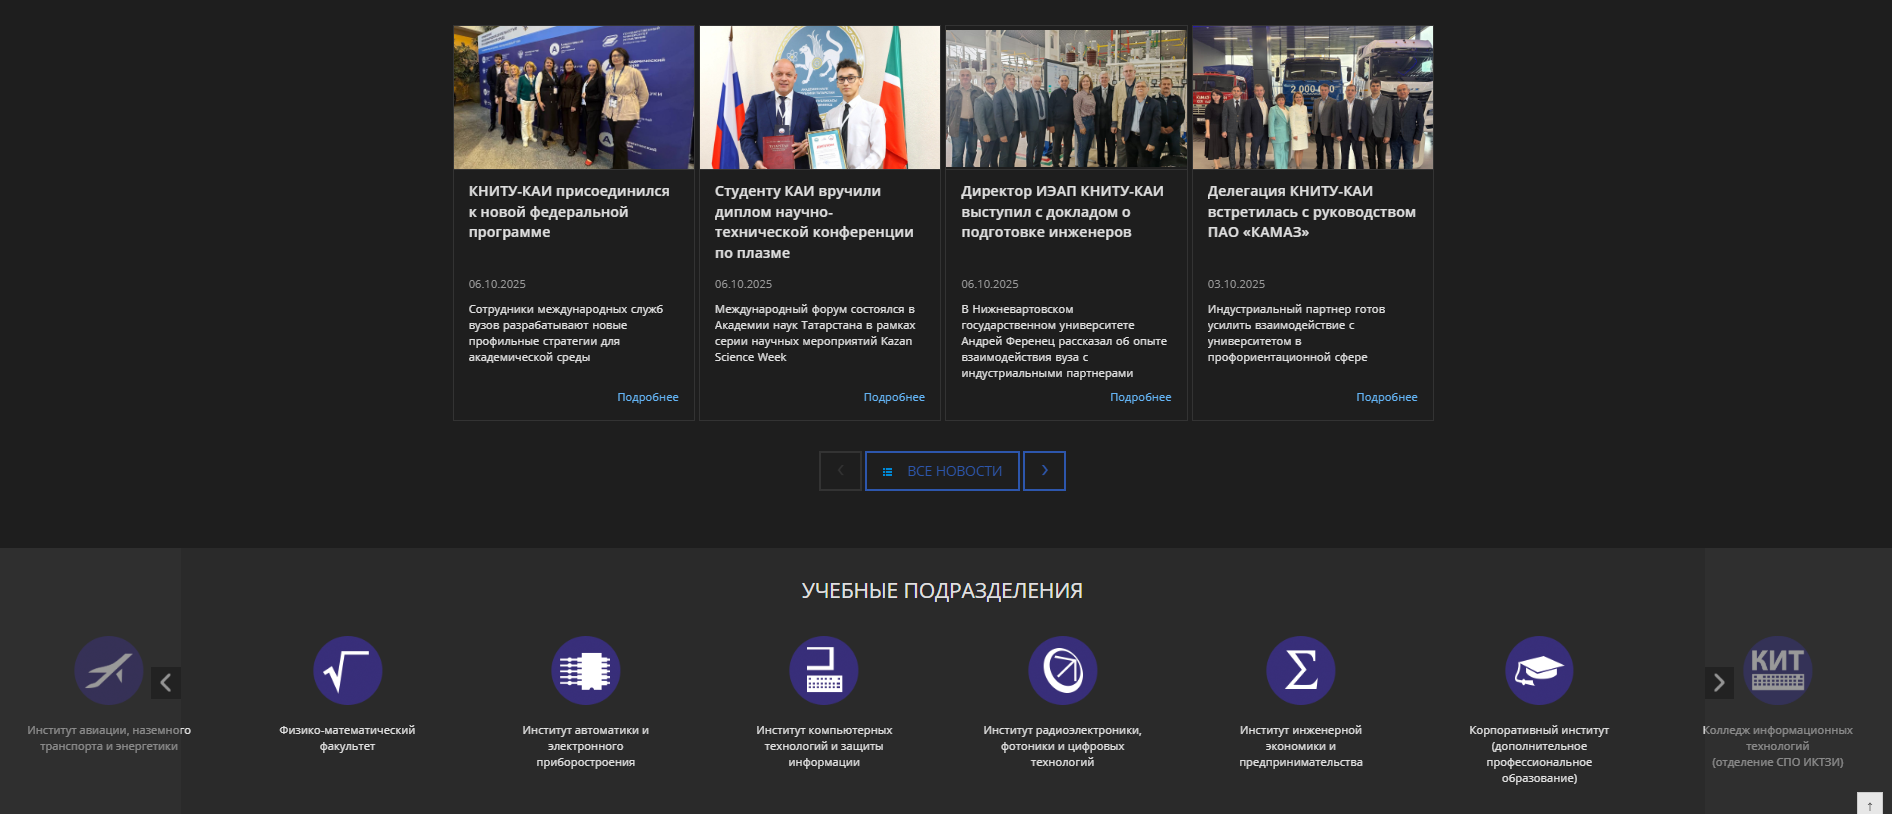 2 000 000
КНИТУ-КАИ присоединился
к новой федеральной
программе
06.10.2025
Сотрудники международных служб
вузов разрабатывают новые
профильные стратегии для
академической среды
Подробнее
Студенту КАИ вручили
диплом научно-
технической конференции
по плазме
06.10.2025
Международный форум состоялся в
Академии наук Татарстана в рамках
серии научных мероприятий Kazan
Science Week
Подробнее
Директор ИЭАП КНИТУ-КАИ
выступил с докладом о
подготовке инженеров
06.10.2025
В Нижневартовском
государственном университете
Андрей Ференец рассказал об опыте
взаимодействия вуза с
индустриальными партнерами
Подробнее
Делегация КНИТУ-КАИ
встретилась с руководством
ПАО «КАМАЗ»
03.10.2025
Индустриальный партнер готов
усилить взаимодействие с
университетом в
профориентационной сфере
Подробнее
ВСЕ НОВОСТИ
УЧЕБНЫЕ ПОДРАЗДЕЛЕНИЯ
Институт авиации, наземного
транспорта и энергетики
Физико-математический
факультет
Институт автоматики и
электронного
приборостроения
Институт компьютерных
технологий и защиты
информации
Институт радиоэлектроники,
фотоники и цифровых
технологий
Σ
Институт инженерной
экономики и
предпринимательства
Корпоративный институт
(дополнительное
профессиональное
образование)
КИТ
Колледж информационных
технологий
(отделение СПО ИКТЗИ)